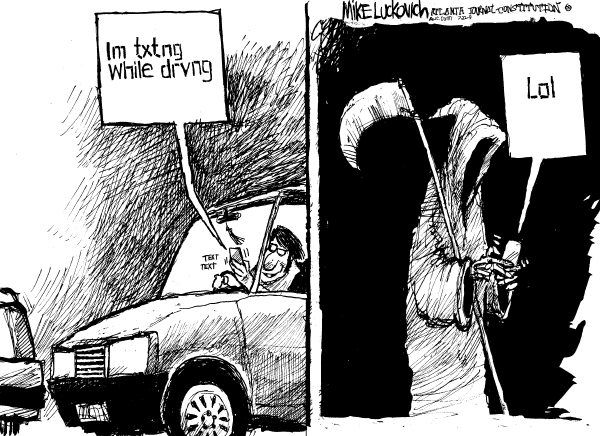 Im txtng
while drvng
TEXT
TEXT
MIKE LUCKOVICH ATLANTA JOURNAL-CONSTITUTION
Lol